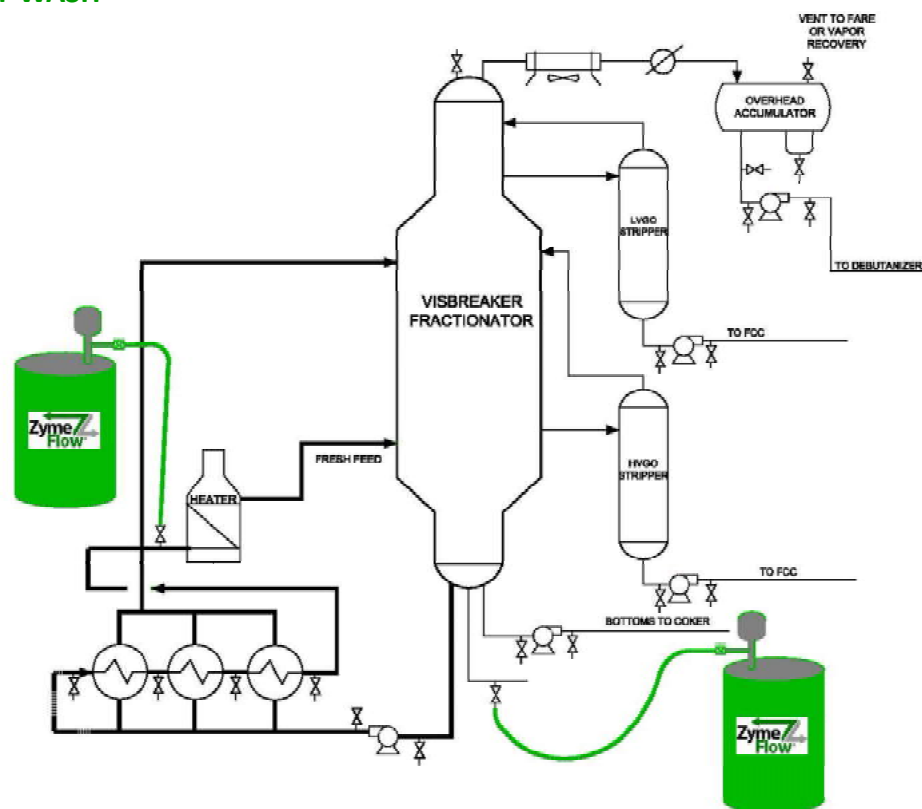 VENT TO FARE
OR VAPOR
RECOVERY
OVERHEAD
ACCUMULATOR
LVGO
STRIPPER
TO DEBUTANIZER
VISBREAKER
FRACTIONATOR
TO FCC
Zyme
Flow
HVGO
STRIPPER
FRESH FEED
HEATER
TO FCC
BOTTOMS TO COKER
Zyme
Flow